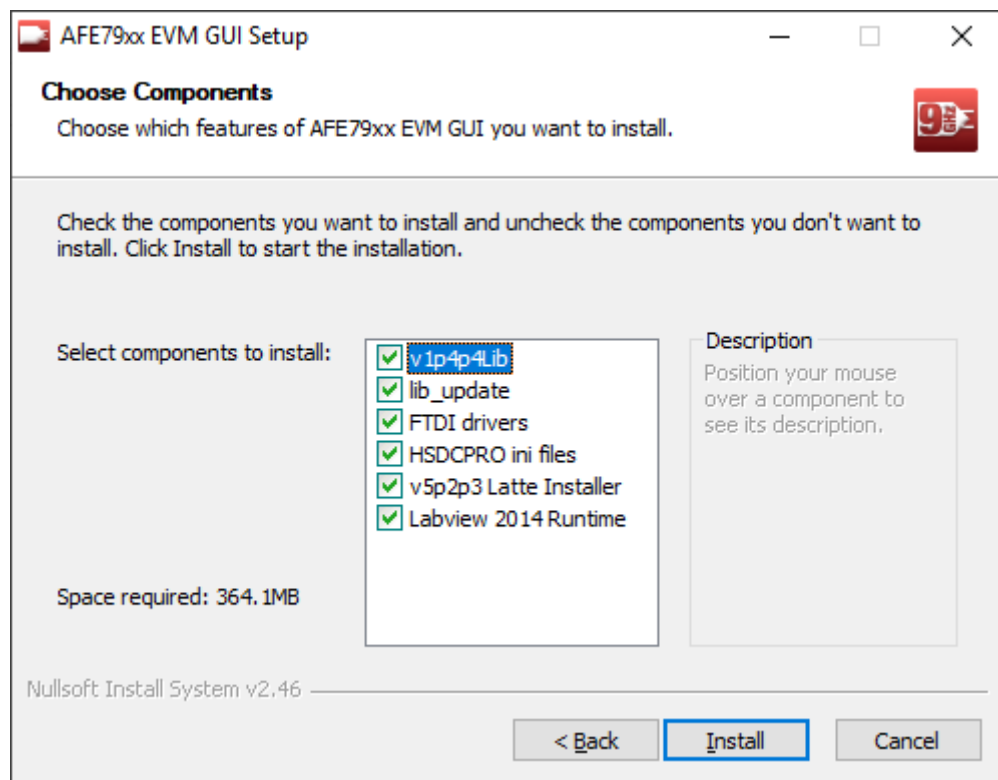 AFE79xx EVM GUI Setup
Choose Components
Choose which features of AFE79xx EVM GUI you want to install.
9
GHz
Check the components you want to install and uncheck the components you don't want to
install. Click Install to start the installation.
Select components to install:
v1p4p4Lib
lib_update
FTDI drivers
HSDCPRO ini files
v5p2p3 Latte Installer
Labview 2014 Runtime
Description
Position your mouse
over a component to
see its description.
Space required: 364.1MB
Nullsoft Install System v2.46
< Back
Install
Cancel